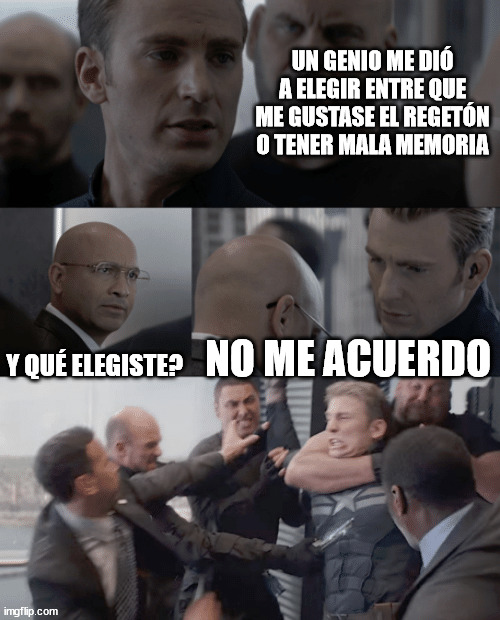 UN GENIO ME DIÓ
A ELEGIR ENTRE QUE
ME GUSTASE EL REGETÓN
O TENER MALA MEMORIA
Y QUÉ ELEGISTE?
NO ME ACUERDO
imgflip.com